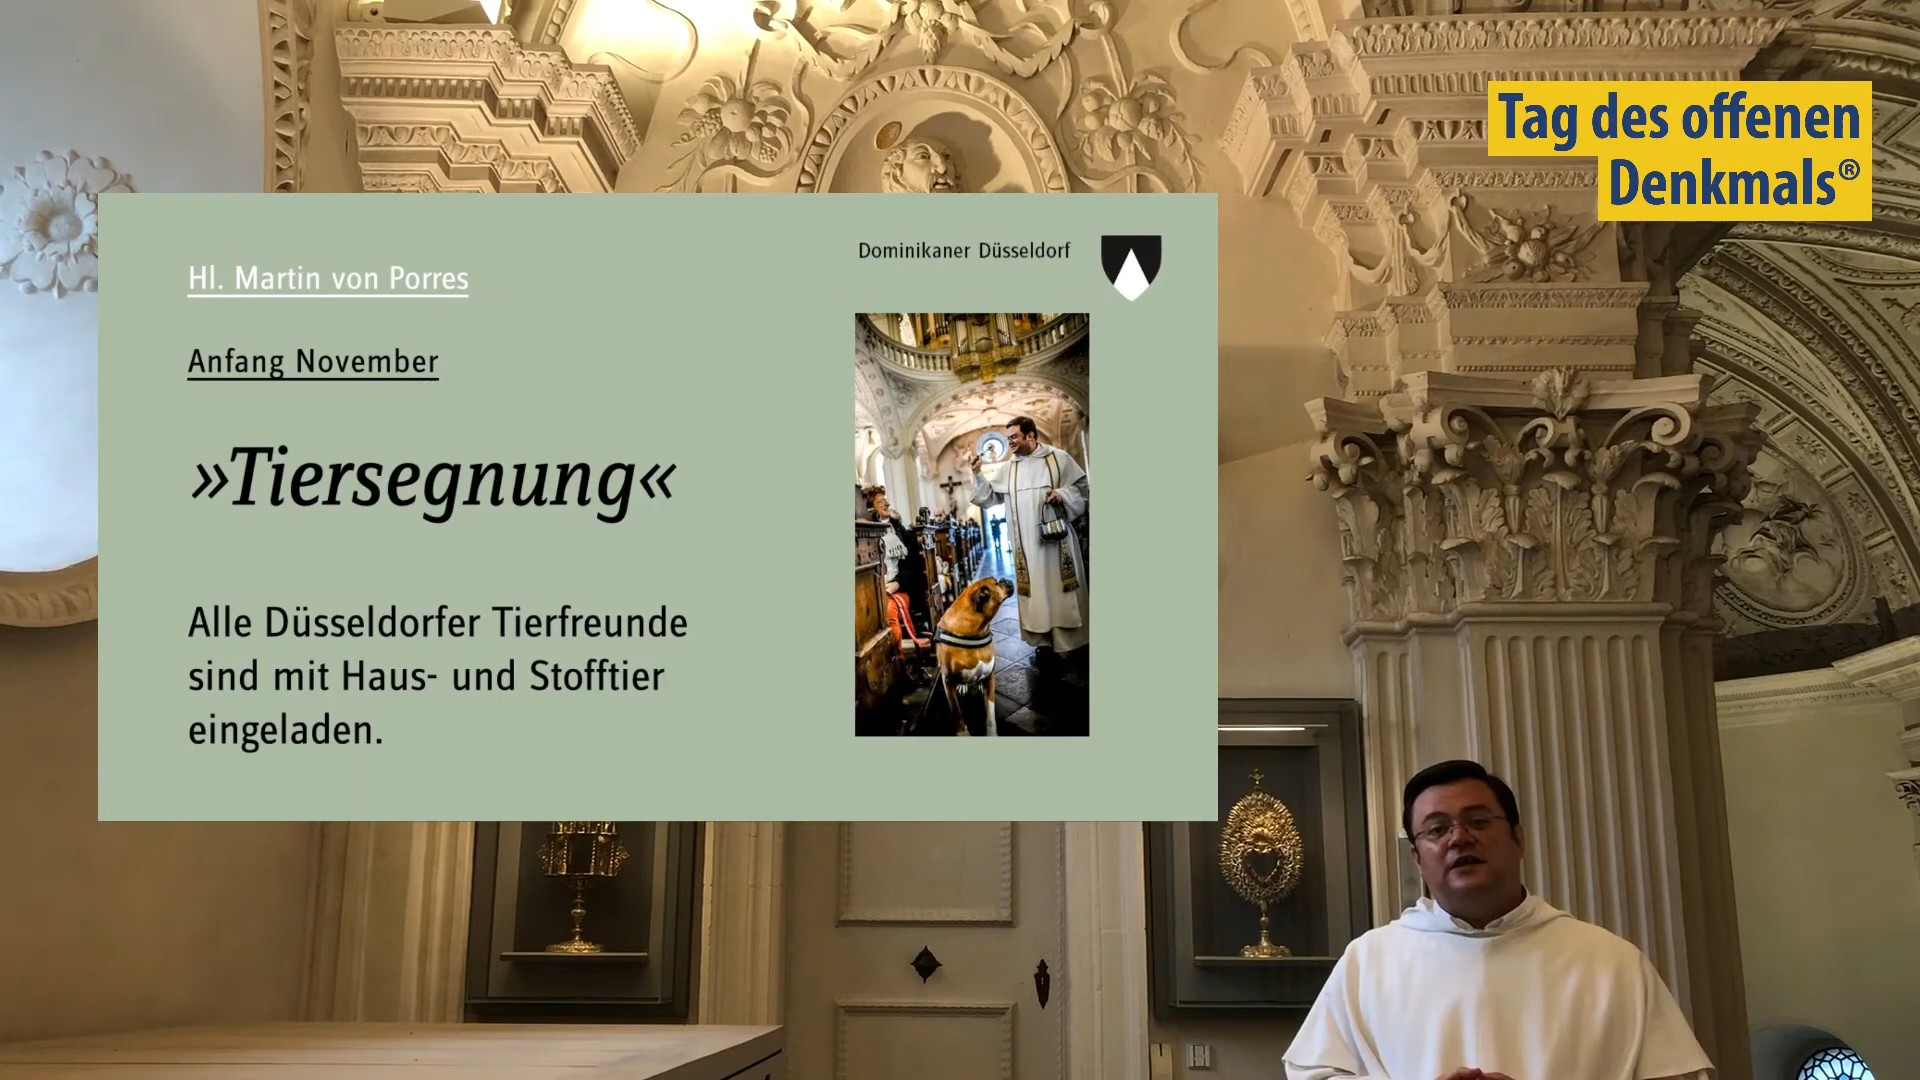 Tag des offenen
Denkmals®
Dominikaner Düsseldorf
Hl. Martin von Porres
Anfang November
»Tiersegnung«
Alle Düsseldorfer Tierfreunde
sind mit Haus- und Stofftier
eingeladen.